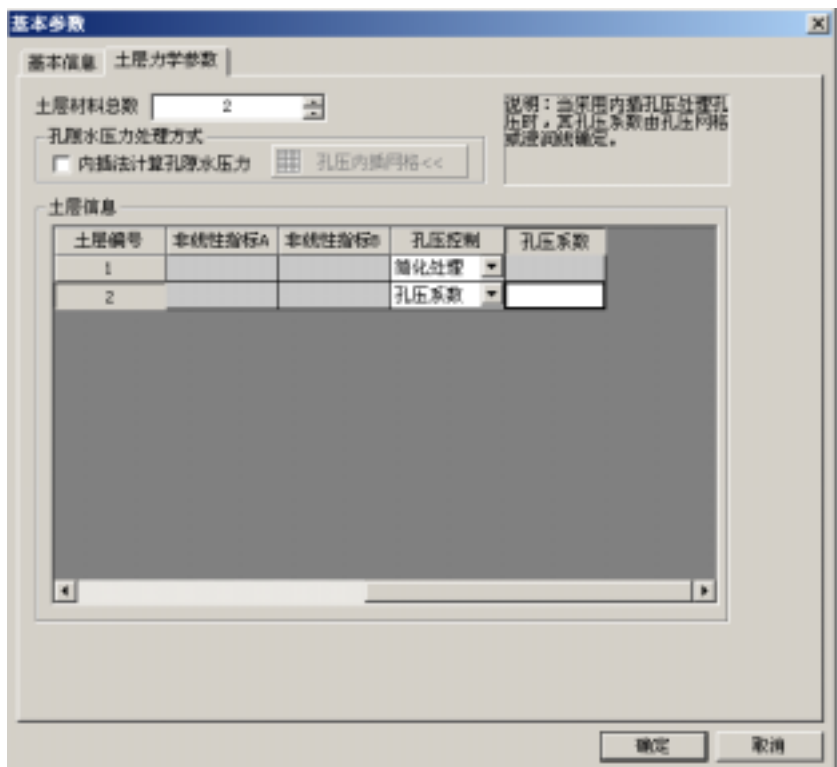 基本参数
基本信息 土层力学参数
土层材料总数 2
说明：当采用内插孔压处理孔
压时，其孔压系数由孔压网格
或浸润线确定。
孔隙水压力处理方式
内插法计算孔隙水压力 孔压内插网格<<
土层信息
土层编号 非线性指标A 非线性指标B 孔压控制 孔压系数
1 简化处理
2 孔压系数
确定 取消